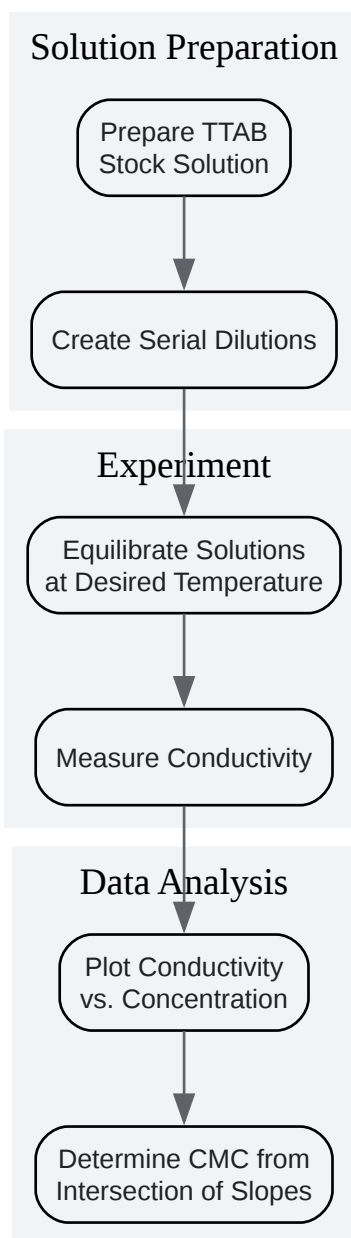 Solution Preparation
Prepare TTAB
Stock Solution
Create Serial Dilutions
Experiment
Equilibrate Solutions
at Desired Temperature
Measure Conductivity
Data Analysis
Plot Conductivity
vs. Concentration
Determine CMC from
Intersection of Slopes